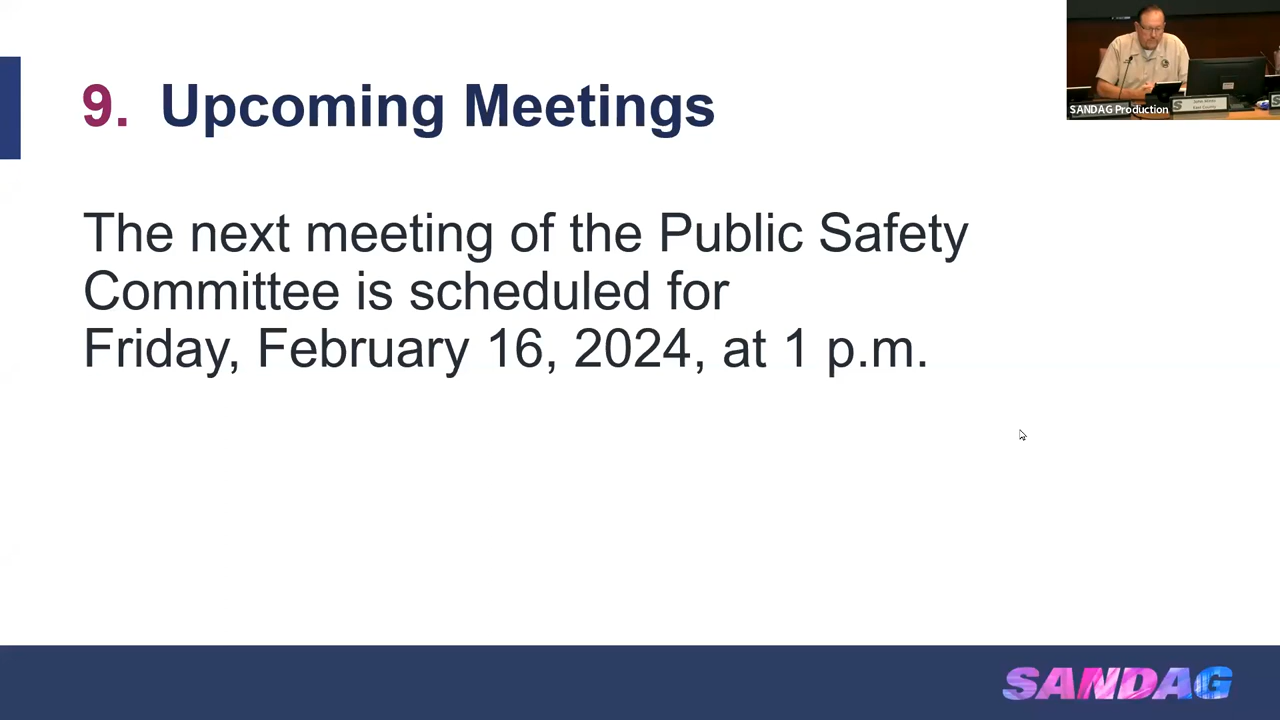 9. Upcoming Meetings
The next meeting of the Public Safety
Committee is scheduled for
Friday, February 16, 2024, at 1 p.m.
SANDAG Production
SANDAG